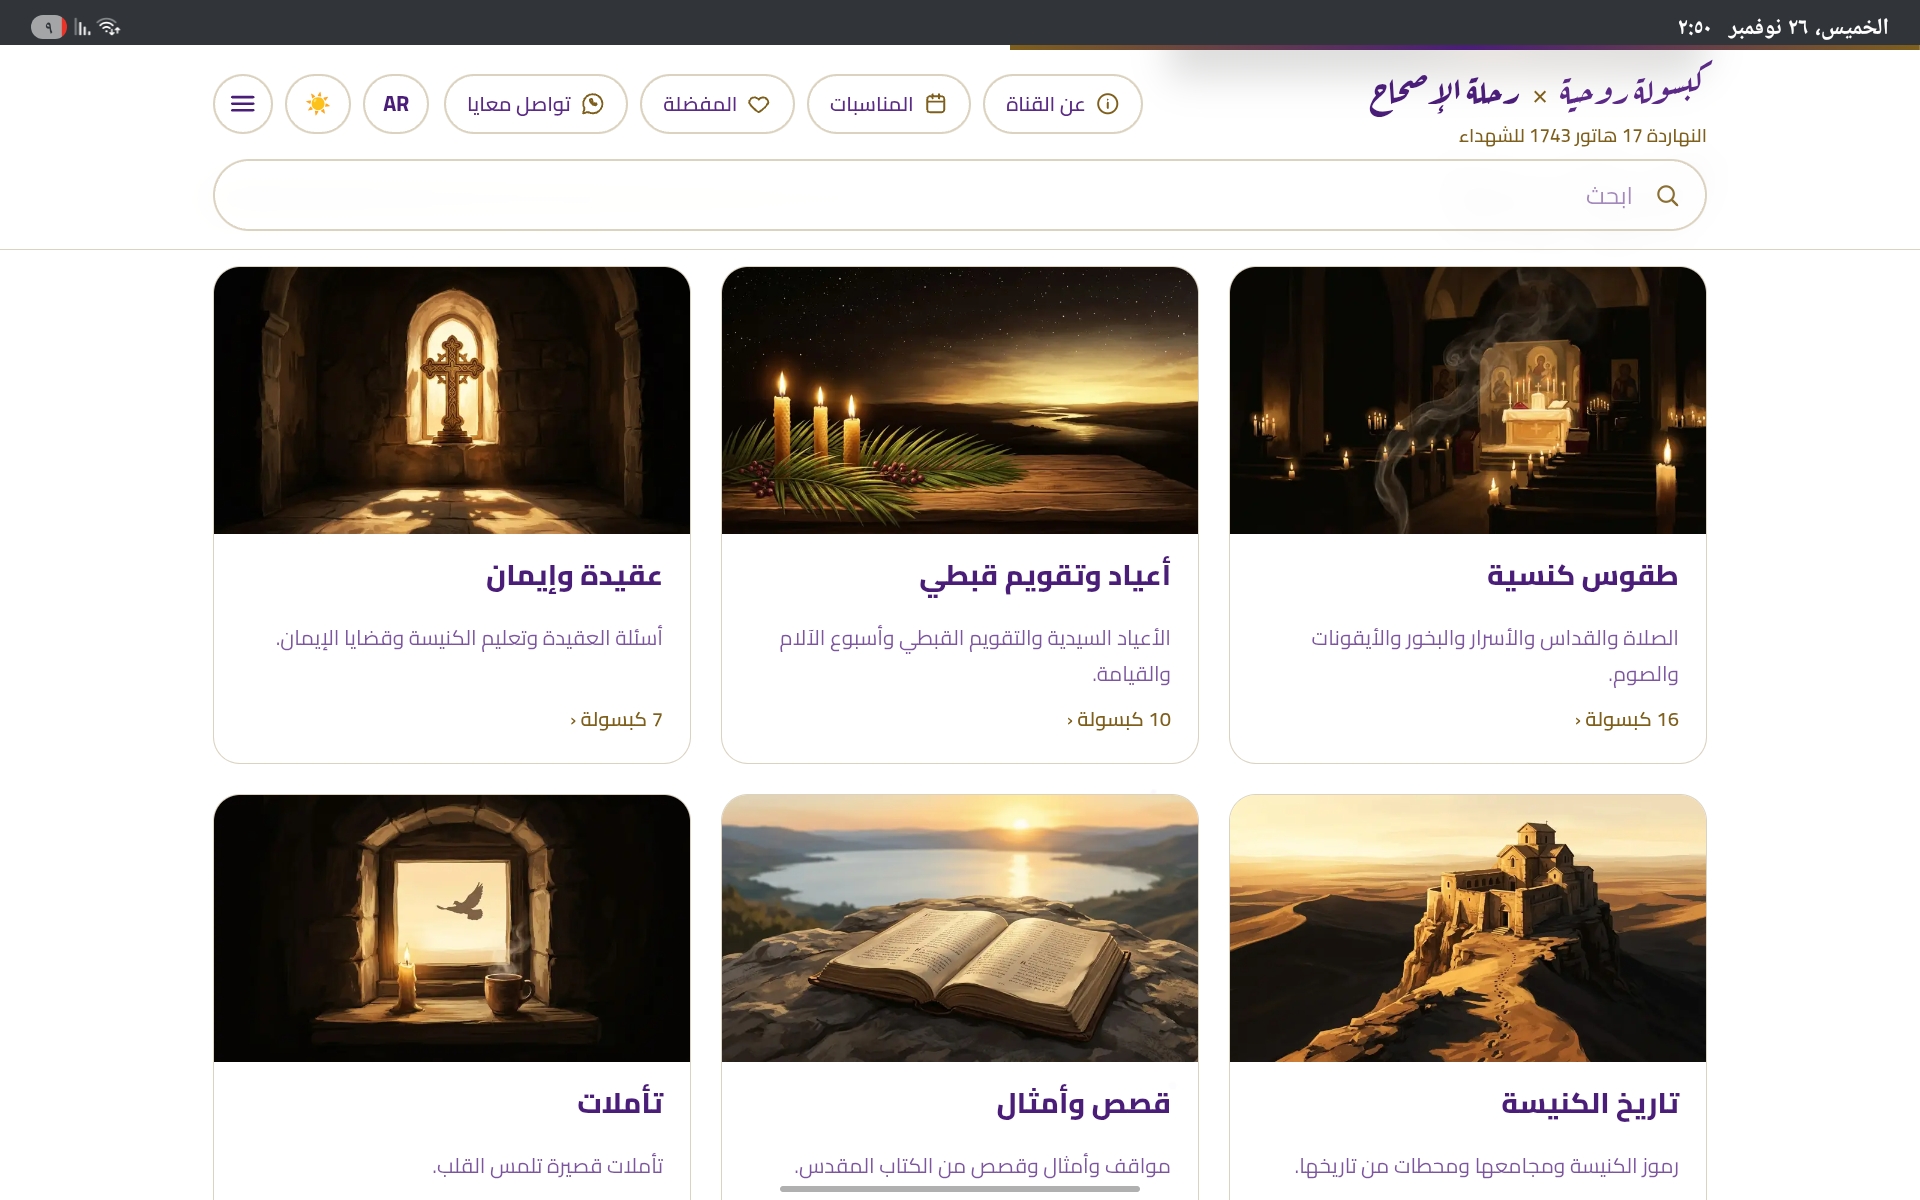 الخميس، ٢٦ نوفمبر ٢:٥٠
٩
كبسولة روحية × رحلة الإصحاح
النهاردة 17 هاتور 1743 للشهداء
عن القناة
المناسبات
المفضلة
تواصل معايا
AR
ابحث
طقوس كنسية
الصلاة والقداس والأسرار والبخور والأيقونات
والصوم.
16 كبسولة ‹
أعياد وتقويم قبطي
الأعياد السيدية والتقويم القبطي وأسبوع الآلام
والقيامة.
10 كبسولة ‹
عقيدة وإيمان
أسئلة العقيدة وتعليم الكنيسة وقضايا الإيمان.
7 كبسولة ‹
تاريخ الكنيسة
رموز الكنيسة ومجامعها ومحطات من تاريخها.
قصص وأمثال
مواقف وأمثال وقصص من الكتاب المقدس.
تأملات
تأملات قصيرة تلمس القلب.